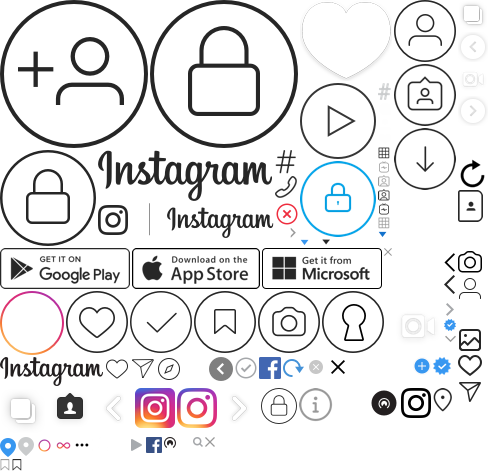 Instagram
#
#
Instagram
GET IT ON
Google Play
Download on the
App Store
Get it from
Microsoft
Instagram